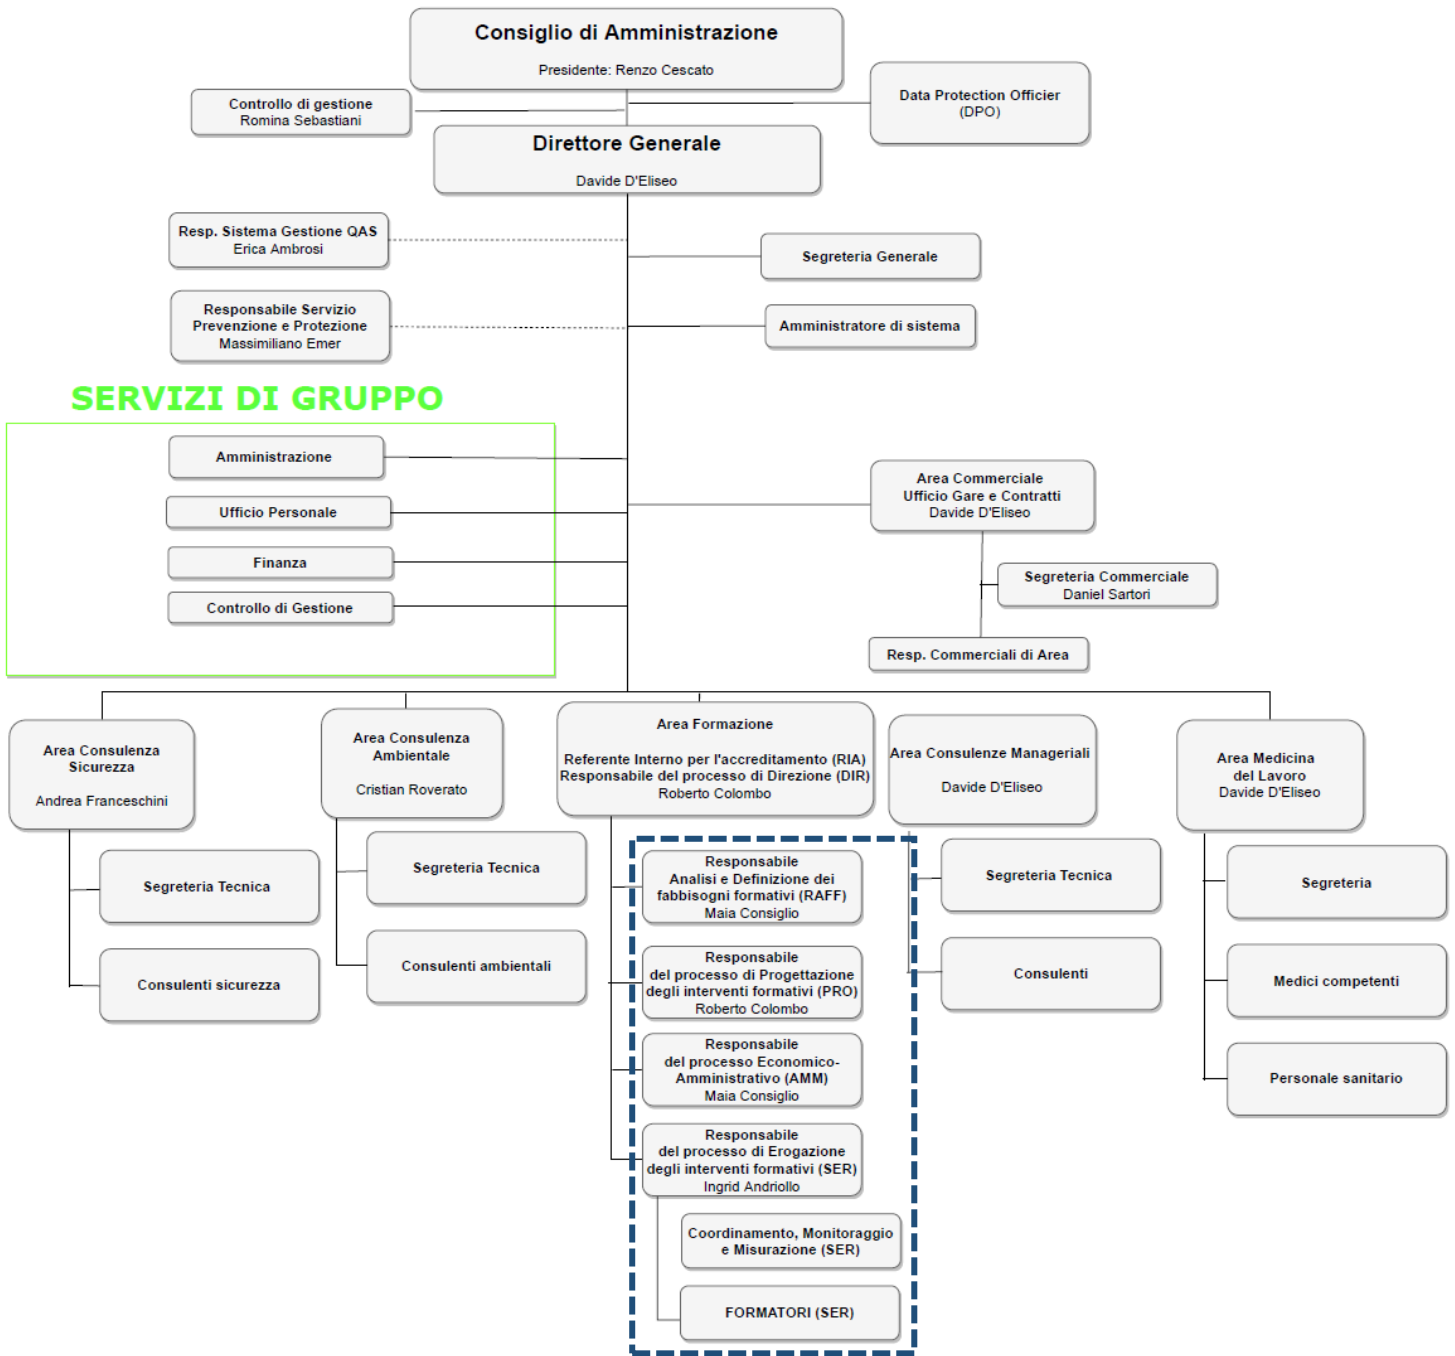 Consiglio di Amministrazione
Presidente: Renzo Cescato
Controllo di gestione
Romina Sebastiani
Data Protection Officier
(DPO)
Direttore Generale
Davide D'Eliseo
Resp. Sistema Gestione QAS
Erica Ambrosi
Segreteria Generale
Responsabile Servizio
Prevenzione e Protezione
Massimiliano Emer
Amministratore di sistema
SERVIZI DI GRUPPO
Amministrazione
Ufficio Personale
Finanza
Controllo di Gestione
Area Commerciale
Ufficio Gare e Contratti
Davide D'Eliseo
Segreteria Commerciale
Daniel Sartori
Resp. Commerciali di Area
Area Consulenza
Sicurezza
Andrea Franceschini
Segreteria Tecnica
Consulenti sicurezza
Area Consulenza
Ambientale
Cristian Roverato
Segreteria Tecnica
Consulenti ambientali
Area Formazione
Referente Interno per l'accreditamento (RIA)
Responsabile del processo di Direzione (DIR)
Roberto Colombo
Responsabile
Analisi e Definizione dei
fabbisogni formativi (RAFF)
Maia Consiglio
Responsabile
del processo di Progettazione
degli interventi formativi (PRO)
Roberto Colombo
Responsabile
del processo Economico-
Amministrativo (AMM)
Maia Consiglio
Responsabile
del processo di Erogazione
degli interventi formativi (SER)
Ingrid Andriollo
Coordinamento, Monitoraggio
e Misurazione (SER)
FORMATORI (SER)
Area Consulenze Manageriali
Davide D'Eliseo
Segreteria Tecnica
Consulenti
Area Medicina
del Lavoro
Davide D'Eliseo
Segreteria
Medici competenti
Personale sanitario